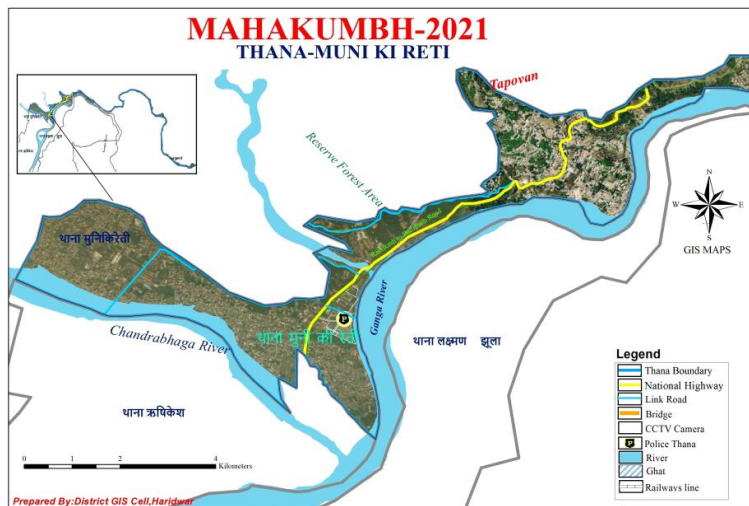 MAHAKUMBH-2021
THANA-MUNI KI RETI
Tapovan
Reserve Forest Area
थाना मुनिकिरेती
N
W E
S
GIS MAPS
Road
Ganga River
Chandrabhaga River
थाना मुनी की रेती
P
थाना लक्ष्मण झूला
थाना ऋषिकेश
0 1 2 4
Kilometers
Legend
Thana Boundary
National Highway
Link Road
Bridge
CCTV Camera
P Police Thana
River
Ghat
Railways line
Prepared By:District GIS Cell,Haridwar